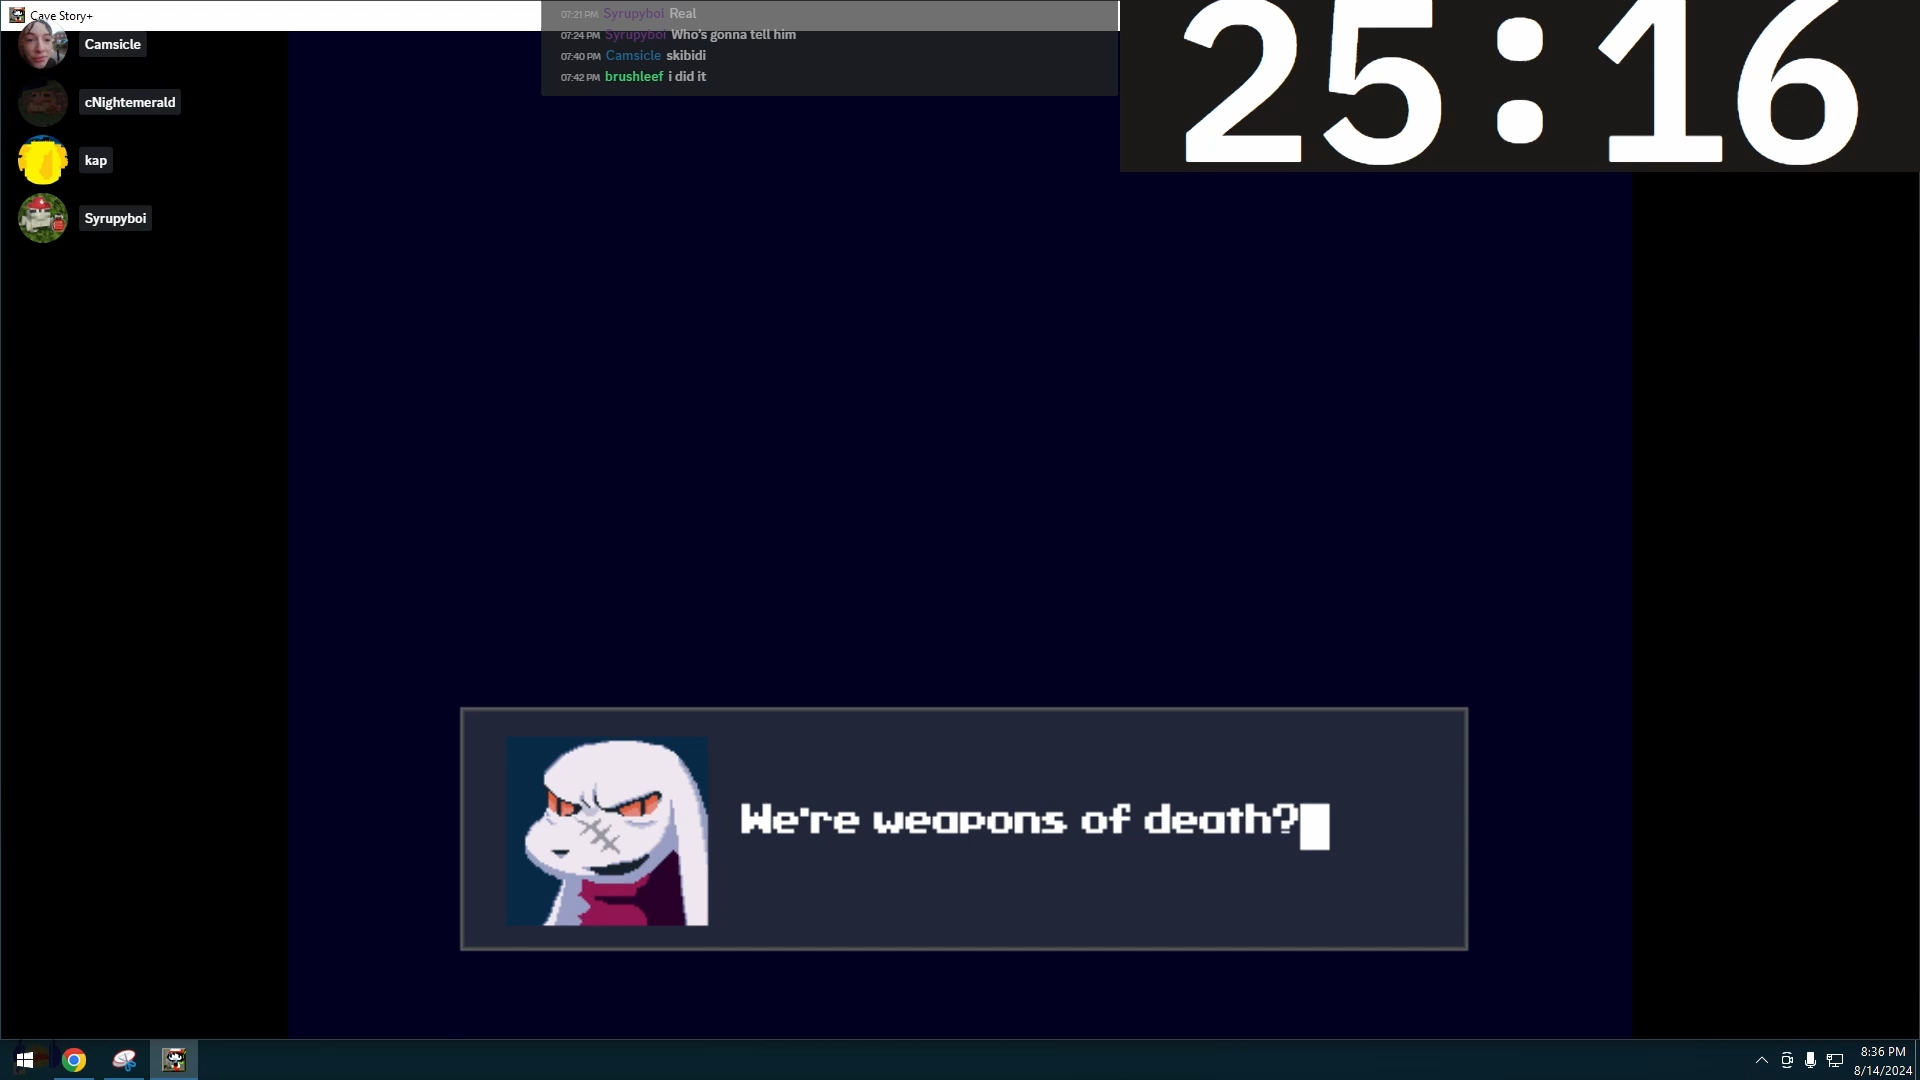 Cave Story+
07:21 PM Syrupyboi Real
07:24 PM Syrupyboi Who's gonna tell him
07:40 PM Camsicle skibidi
07:42 PM brushleef i did it
25:16
Camsicle
cNightemerald
kap
Syrupyboi
We're weapons of death?
8:36 PM
8/14/2024